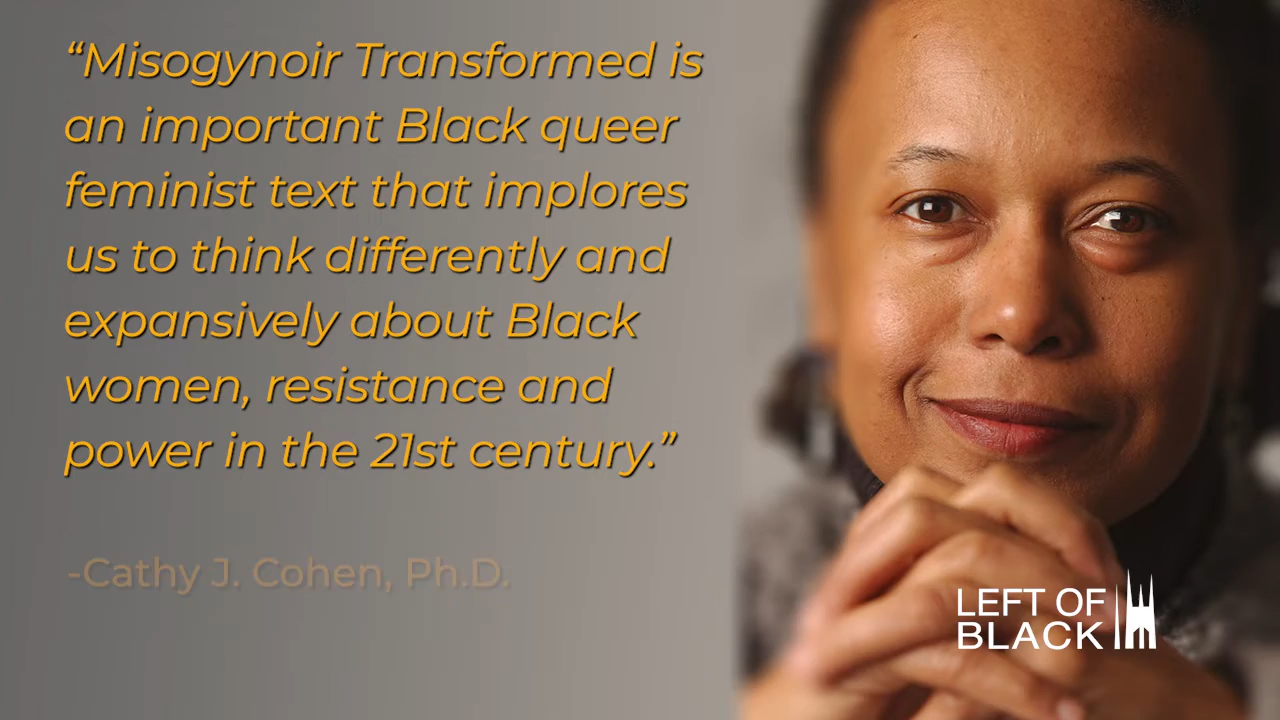 “Misogynoir Transformed is
an important Black queer
feminist text that implores
us to think differently and
expansively about Black
women, resistance and
power in the 21st century.”
-Cathy J. Cohen, Ph.D.
LEFT OF
BLACK